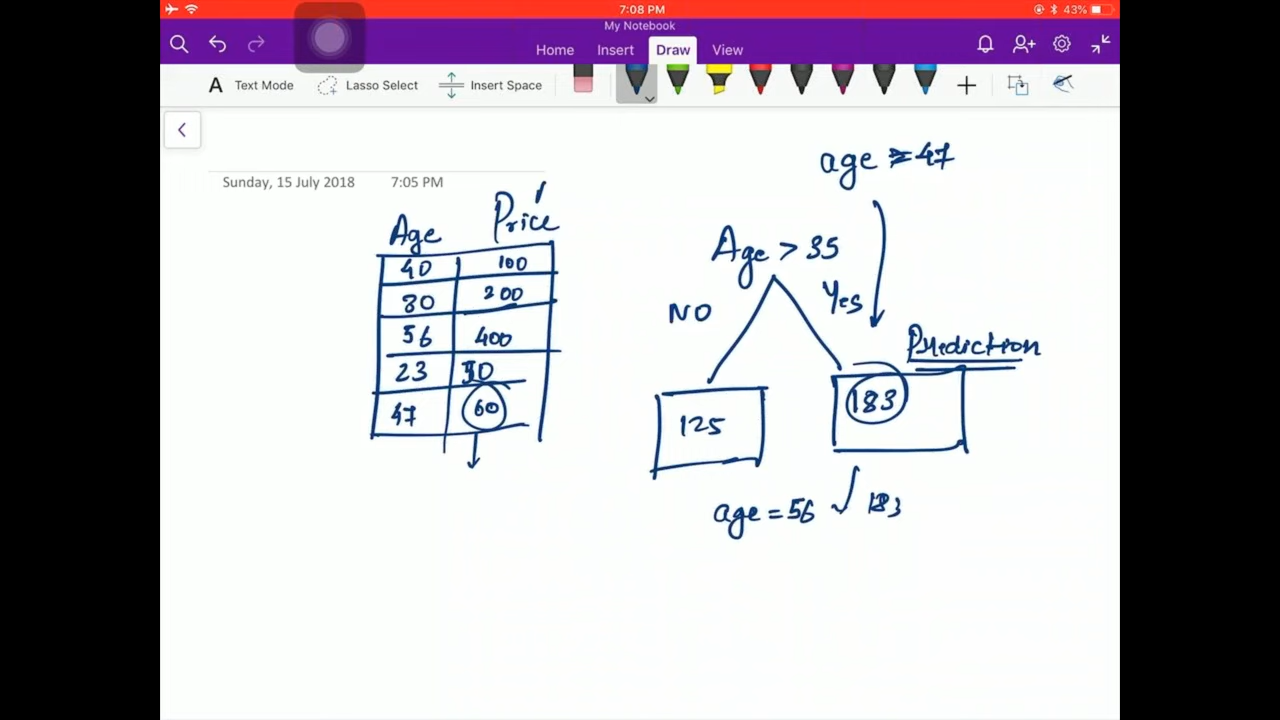 7:08 PM
43%
My Notebook
Home Insert Draw View
Text Mode Lasso Select Insert Space
age = 47
Sunday, 15 July 2018 7:05 PM
Age Price
40 100
80 200
56 400
23
47 60
Age > 35
NO Yes
Prediction
125 183
age = 56 183